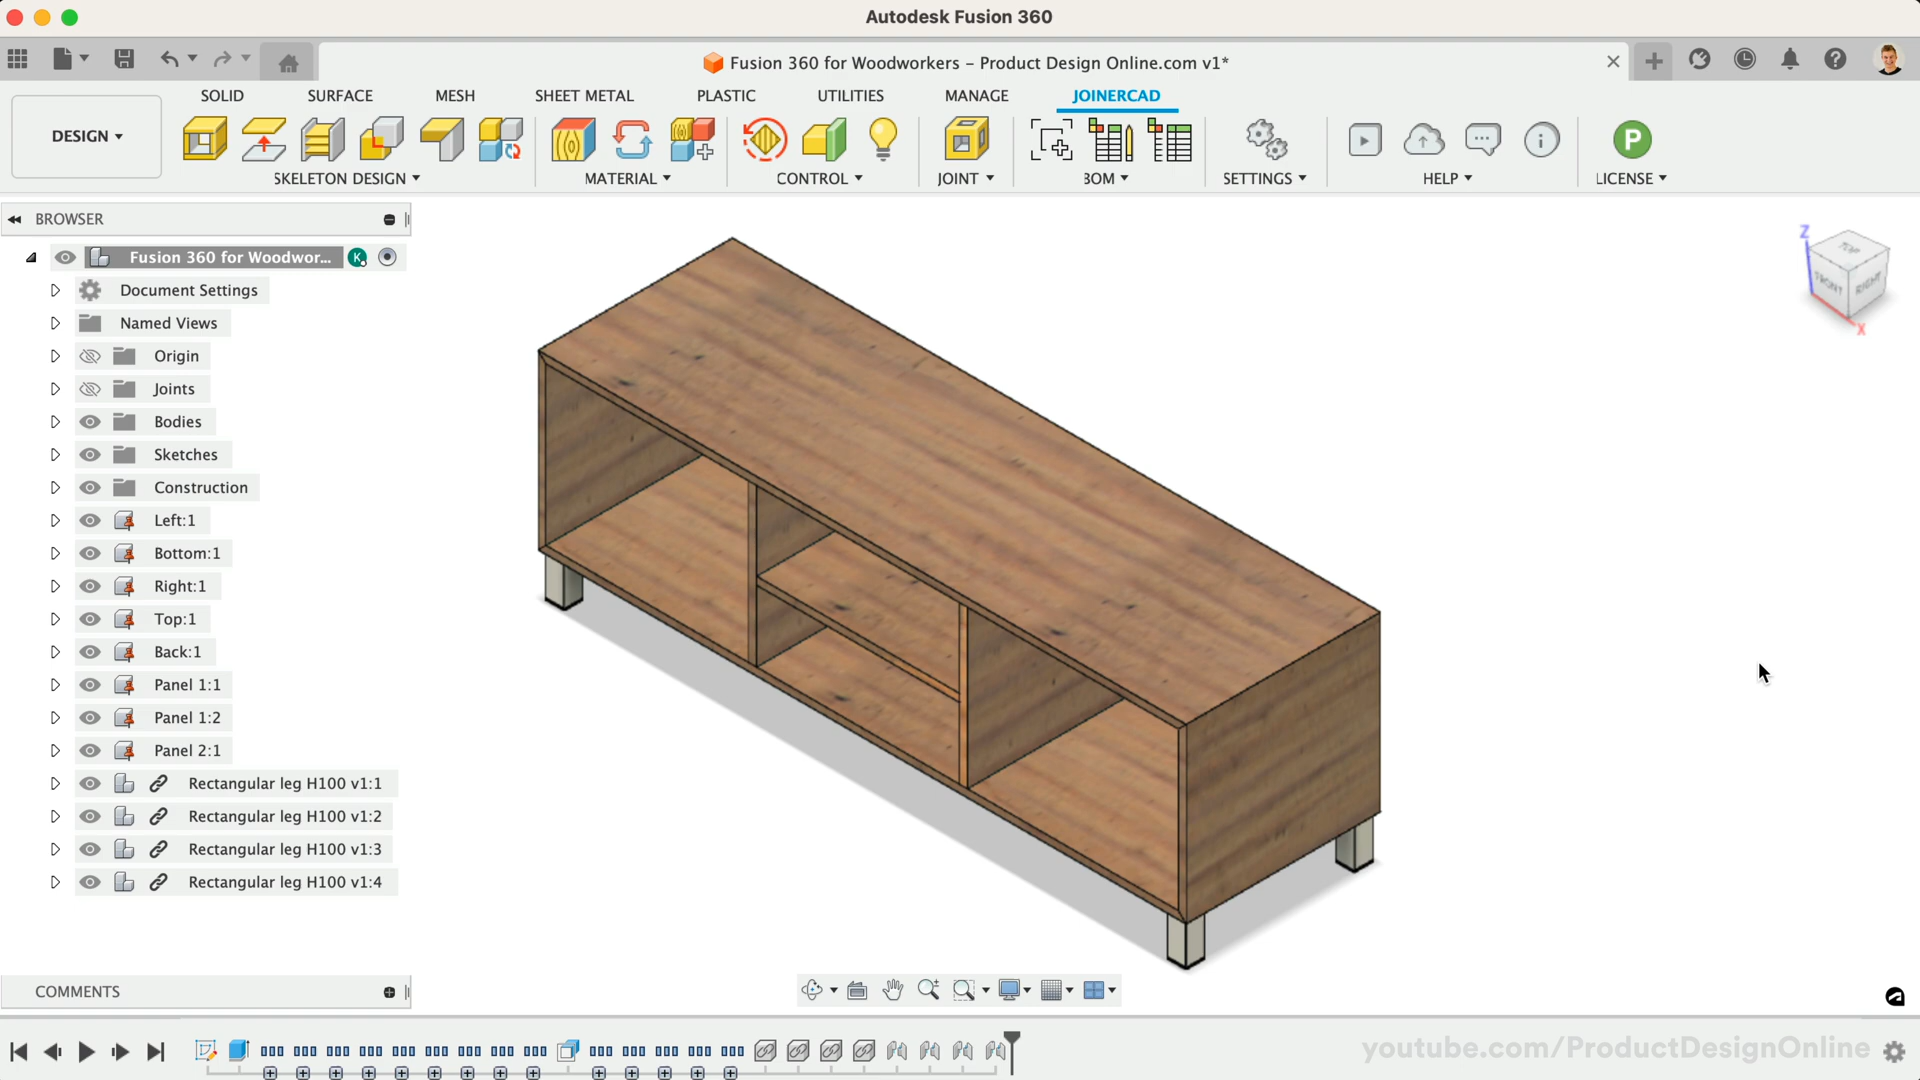 Autodesk Fusion 360
Fusion 360 for Woodworkers – Product Design Online.com v1*
SOLID SURFACE MESH SHEET METAL PLASTIC UTILITIES MANAGE JOINERCAD
DESIGN
P
SKELETON DESIGN MATERIAL CONTROL JOINT BOM SETTINGS HELP LICENSE
BROWSER
Fusion 360 for Woodwor... K
Document Settings
Named Views
Origin
Joints
Bodies
Sketches
Construction
Left:1
Bottom:1
Right:1
Top:1
Back:1
Panel 1:1
Panel 1:2
Panel 2:1
Rectangular leg H100 v1:1
Rectangular leg H100 v1:2
Rectangular leg H100 v1:3
Rectangular leg H100 v1:4
Z
TOP
FRONT RIGHT
X
COMMENTS
youtube.com/ProductDesignOnline